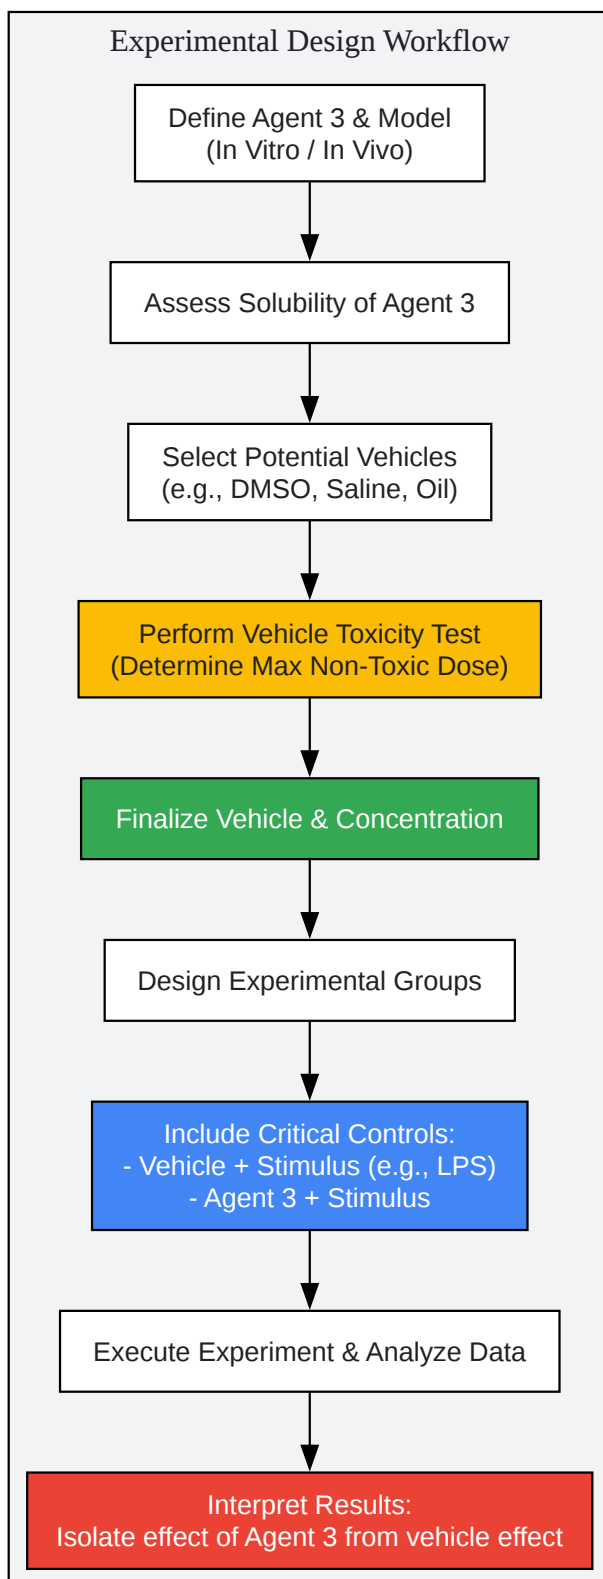 Experimental Design Workflow
Define Agent 3 & Model
(In Vitro / In Vivo)
Assess Solubility of Agent 3
Select Potential Vehicles
(e.g., DMSO, Saline, Oil)
Perform Vehicle Toxicity Test
(Determine Max Non-Toxic Dose)
Finalize Vehicle & Concentration
Design Experimental Groups
Include Critical Controls:
- Vehicle + Stimulus (e.g., LPS)
- Agent 3 + Stimulus
Execute Experiment & Analyze Data
Interpret Results:
Isolate effect of Agent 3 from vehicle effect